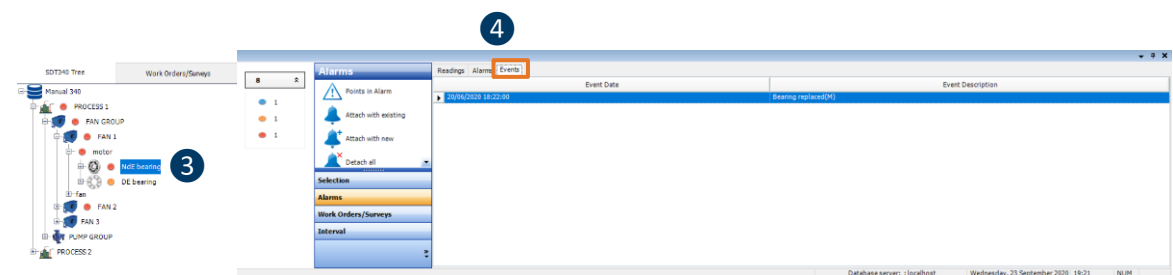 4
SDT340 Tree
Work Orders/Surveys
Manual 340
PROCESS 1
FAN GROUP
FAN 1
motor
NdE bearing
3
DE bearing
fan
FAN 2
FAN 3
PUMP GROUP
PROCESS 2
8
1
1
1
Alarms
Points in Alarm
Attach with existing
Attach with new
Detach all
Selection
Alarms
Work Orders/Surveys
Interval
Readings Alarms Events
Event Date Event Description
20/06/2020 18:22:00 Bearing replaced(M)
Database server: : localhost Wednesday, 23 September 2020 19:21 NUM